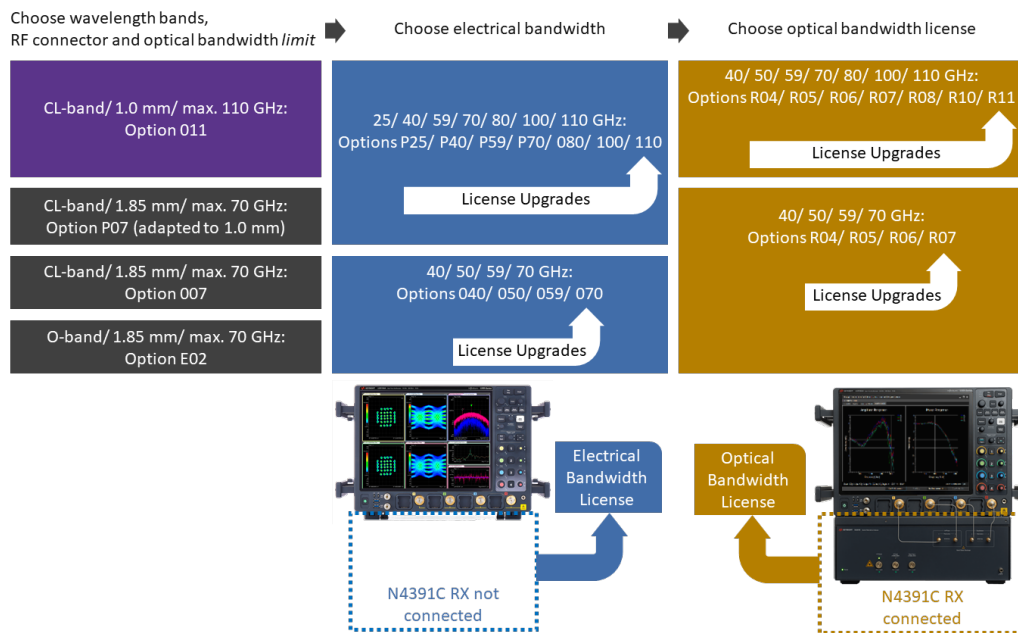 Choose wavelength bands,
RF connector and optical bandwidth limit
Choose electrical bandwidth
Choose optical bandwidth license
CL-band/ 1.0 mm/ max. 110 GHz:
Option 011
CL-band/ 1.85 mm/ max. 70 GHz:
Option P07 (adapted to 1.0 mm)
CL-band/ 1.85 mm/ max. 70 GHz:
Option 007
O-band/ 1.85 mm/ max. 70 GHz:
Option E02
25/ 40/ 59/ 70/ 80/ 100/ 110 GHz:
Options P25/ P40/ P59/ P70/ 080/ 100/ 110
License Upgrades
40/ 50/ 59/ 70 GHz:
Options 040/ 050/ 059/ 070
License Upgrades
40/ 50/ 59/ 70/ 80/ 100/ 110 GHz:
Options R04/ R05/ R06/ R07/ R08/ R10/ R11
License Upgrades
40/ 50/ 59/ 70 GHz:
Options R04/ R05/ R06/ R07
License Upgrades
Electrical
Bandwidth
License
N4391C RX not
connected
Optical
Bandwidth
License
N4391C RX
connected